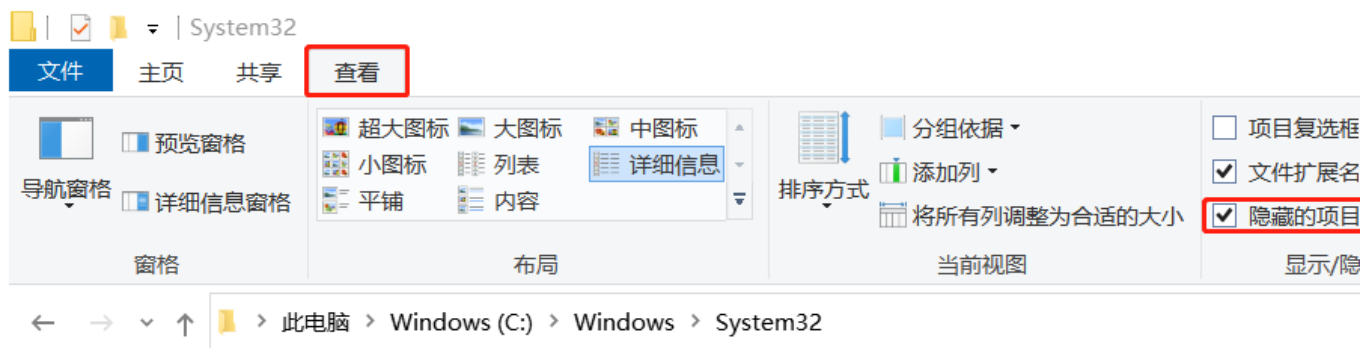 System32
文件 主页 共享 查看
超大图标 大图标 中图标 分组依据 项目复选框
预览窗格
小图标 列表 详细信息 添加列 文件扩展名
导航窗格 排序方式
详细信息窗格 平铺 内容 将所有列调整为合适的大小 隐藏的项目
窗格 布局 当前视图 显示/隐
此电脑 > Windows (C:) > Windows > System32